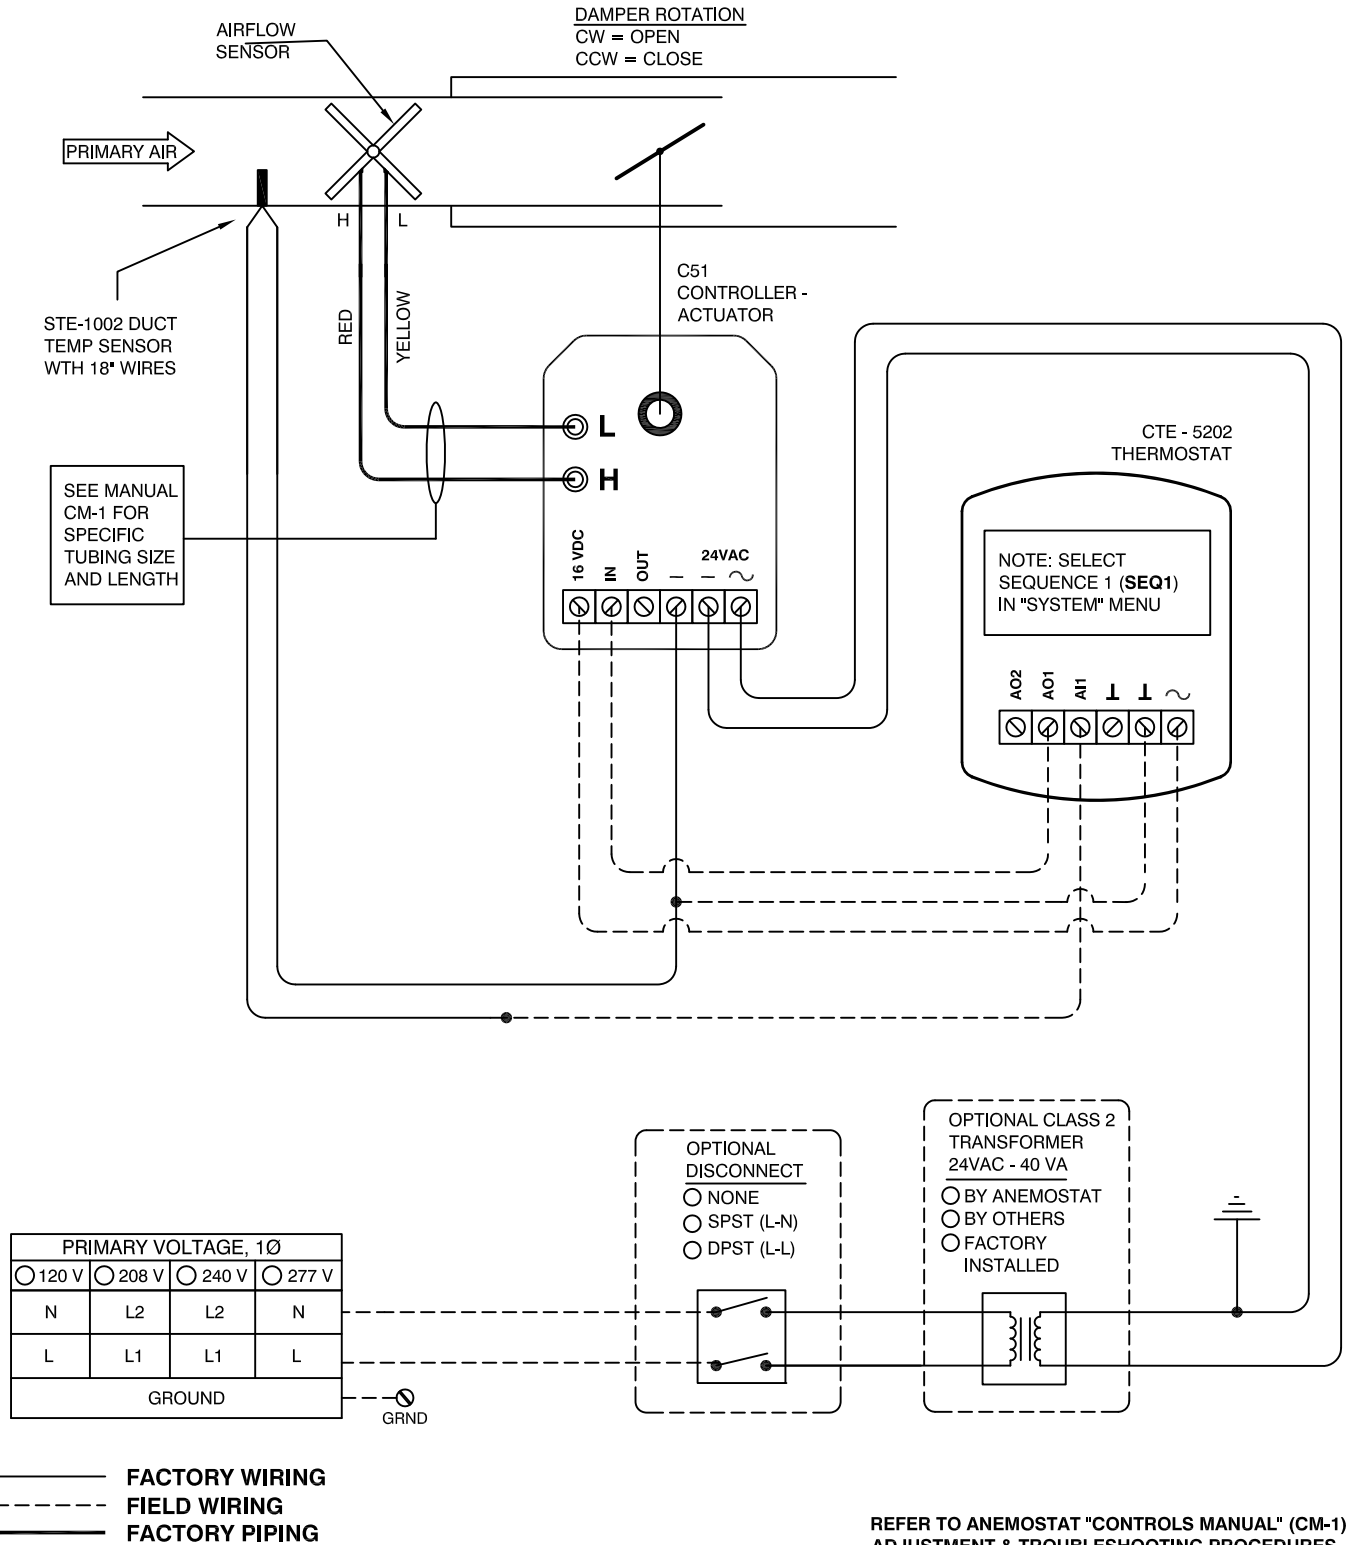 DAMPER ROTATION
CW = OPEN
CCW = CLOSE
AIRFLOW
SENSOR
PRIMARY AIR
H
L
RED
YELLOW
STE-1002 DUCT
TEMP SENSOR
WTH 18" WIRES
C51
CONTROLLER -
ACTUATOR
L
H
SEE MANUAL
CM-1 FOR
SPECIFIC
TUBING SIZE
AND LENGTH
16 VDC
IN
OUT
24VAC
CTE - 5202
THERMOSTAT
NOTE: SELECT
SEQUENCE 1 (SEQ1)
IN "SYSTEM" MENU
AO2
AO1
AI1
OPTIONAL
DISCONNECT
NONE
SPST (L-N)
DPST (L-L)
OPTIONAL CLASS 2
TRANSFORMER
24VAC - 40 VA
BY ANEMOSTAT
BY OTHERS
FACTORY
INSTALLED
PRIMARY VOLTAGE, 1Ø
120 V 208 V 240 V 277 V
N L2 L2 N
L L1 L1 L
GROUND
GRND
FACTORY WIRING
FIELD WIRING
FACTORY PIPING
REFER TO ANEMOSTAT "CONTROLS MANUAL" (CM-1)
ADJUSTMENT & TROUBLESHOOTING PROCEDURES